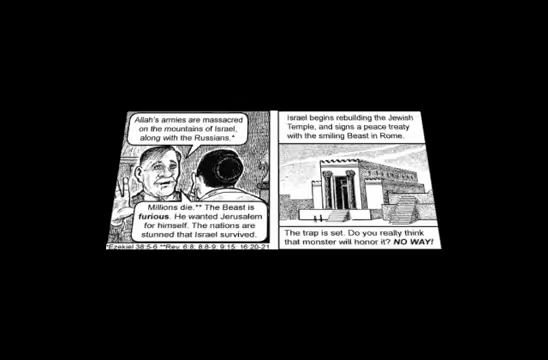 Allah's armies are massacred
on the mountains of Israel,
along with the Russians.*
Millions die.** The Beast is
furious. He wanted Jerusalem
for himself. The nations are
stunned that Israel survived.
*Ezekiel 38:5-6 **Rev. 6:8, 8:8-9, 9:15, 16:20-21
Israel begins rebuilding the Jewish
Temple, and signs a peace treaty
with the smiling Beast in Rome.
The trap is set. Do you really think
that monster will honor it? NO WAY!